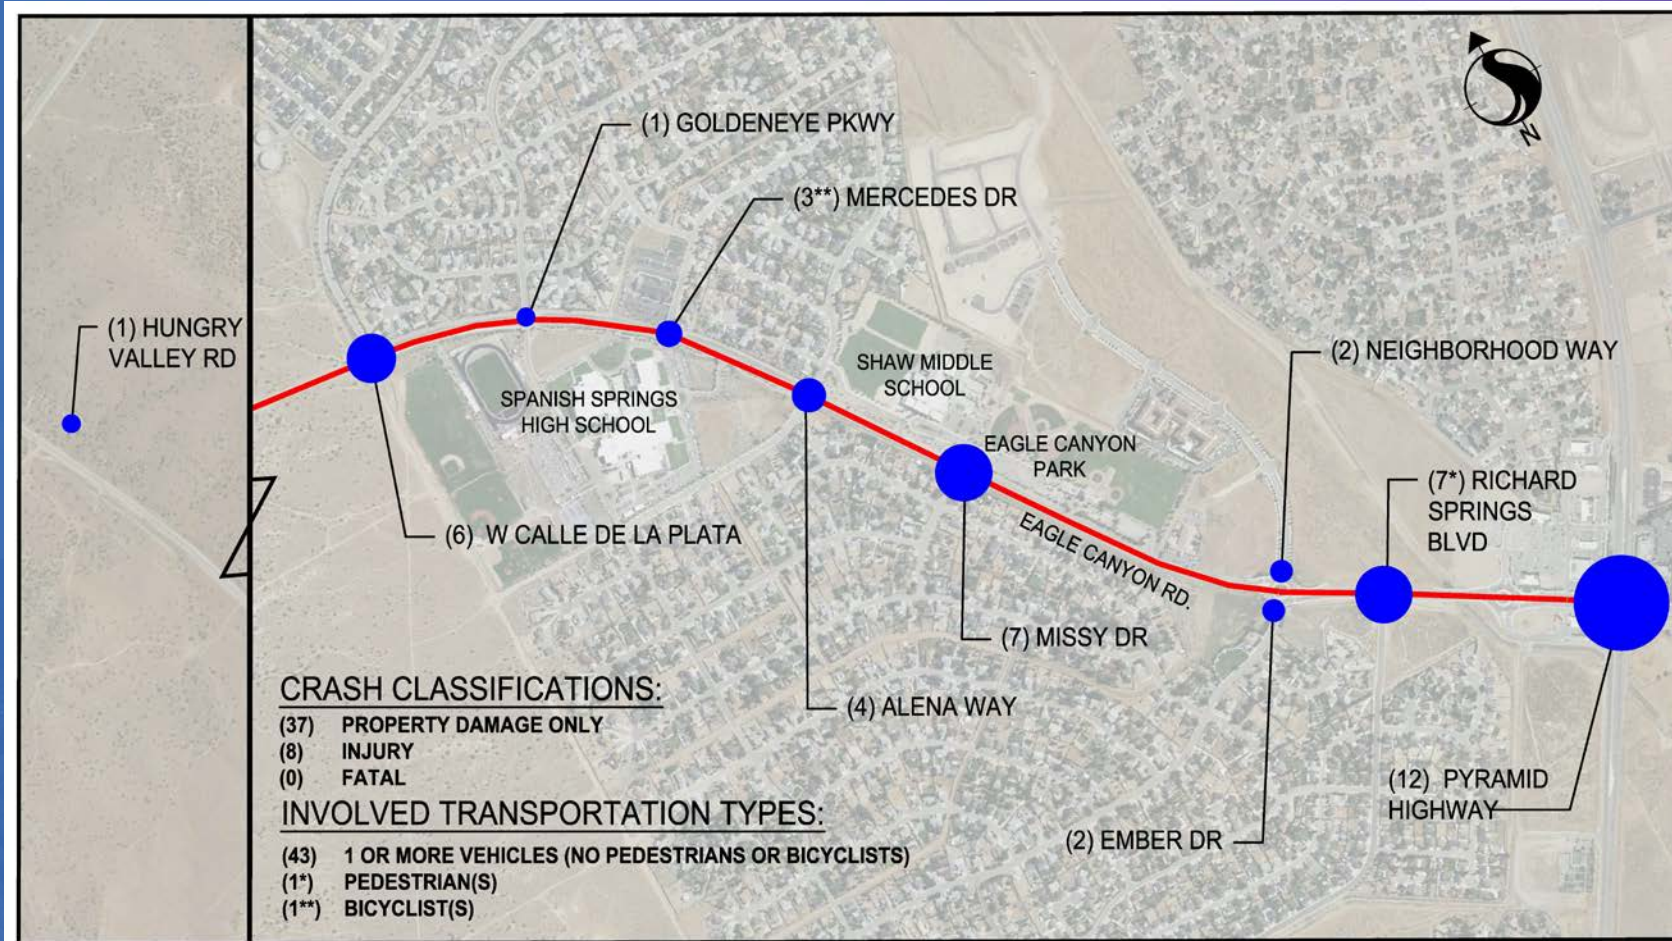 (1) GOLDENEYE PKWY
(3**) MERCEDES DR
N
(1) HUNGRY
VALLEY RD
SHAW MIDDLE
SCHOOL
(2) NEIGHBORHOOD WAY
SPANISH SPRINGS
HIGH SCHOOL
EAGLE CANYON
PARK
(7*) RICHARD
SPRINGS
BLVD
(6) W CALLE DE LA PLATA
EAGLE CANYON RD.
(7) MISSY DR
(4) ALENA WAY
(12) PYRAMID
HIGHWAY
(2) EMBER DR
CRASH CLASSIFICATIONS:
(37) PROPERTY DAMAGE ONLY
(8) INJURY
(0) FATAL
INVOLVED TRANSPORTATION TYPES:
(43) 1 OR MORE VEHICLES (NO PEDESTRIANS OR BICYCLISTS)
(1*) PEDESTRIAN(S)
(1**) BICYCLIST(S)